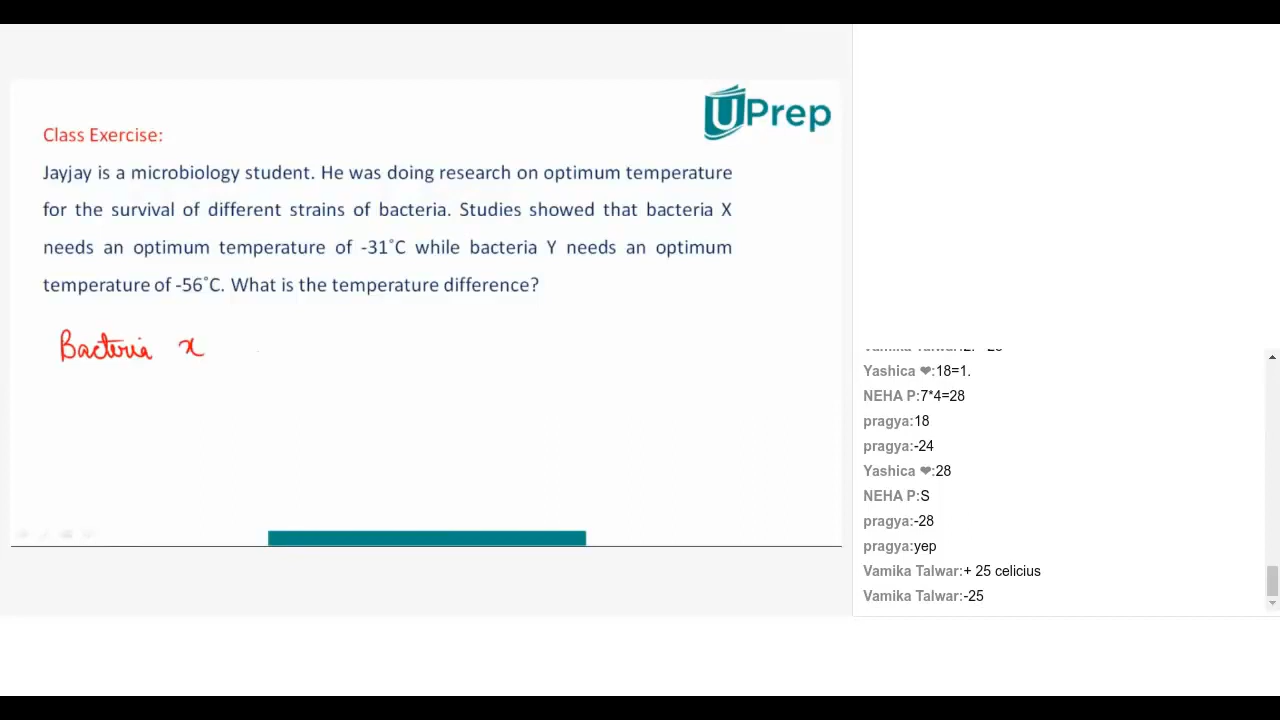 UPrep
Class Exercise:
Jayjay is a microbiology student. He was doing research on optimum temperature
for the survival of different strains of bacteria. Studies showed that bacteria X
needs an optimum temperature of -31˚C while bacteria Y needs an optimum
temperature of -56˚C. What is the temperature difference?
Bacteria x
Yashica ❤:18=1.
NEHA P:7*4=28
pragya:18
pragya:-24
Yashica ❤:28
NEHA P:S
pragya:-28
pragya:yep
Vamika Talwar:+ 25 celicius
Vamika Talwar:-25